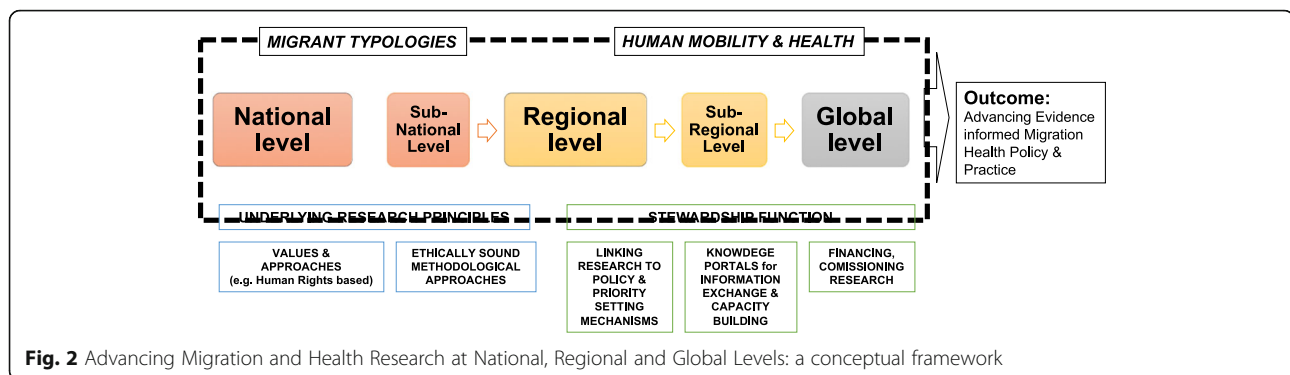 MIGRANT TYPOLOGIES
HUMAN MOBILITY & HEALTH
National
level
Sub-
National
Level
Regional
level
Sub-
Regional
Level
Global
level
Outcome:
Advancing Evidence
informed Migration
Health Policy &
Practice
UNDERLYING RESEARCH PRINCIPLES
STEWARDSHIP FUNCTION
VALUES &
APPROACHES
(e.g. Human Rights based)
ETHICALLY SOUND
METHODOLOGICAL
APPROACHES
LINKING
RESEARCH TO
POLICY &
PRIORITY
SETTING
MECHANISMS
KNOWDEGE
PORTALS for
INFORMATION
EXCHANGE &
CAPACITY
BUILDING
FINANCING,
COMISSIONING
RESEARCH
Fig. 2 Advancing Migration and Health Research at National, Regional and Global Levels: a conceptual framework